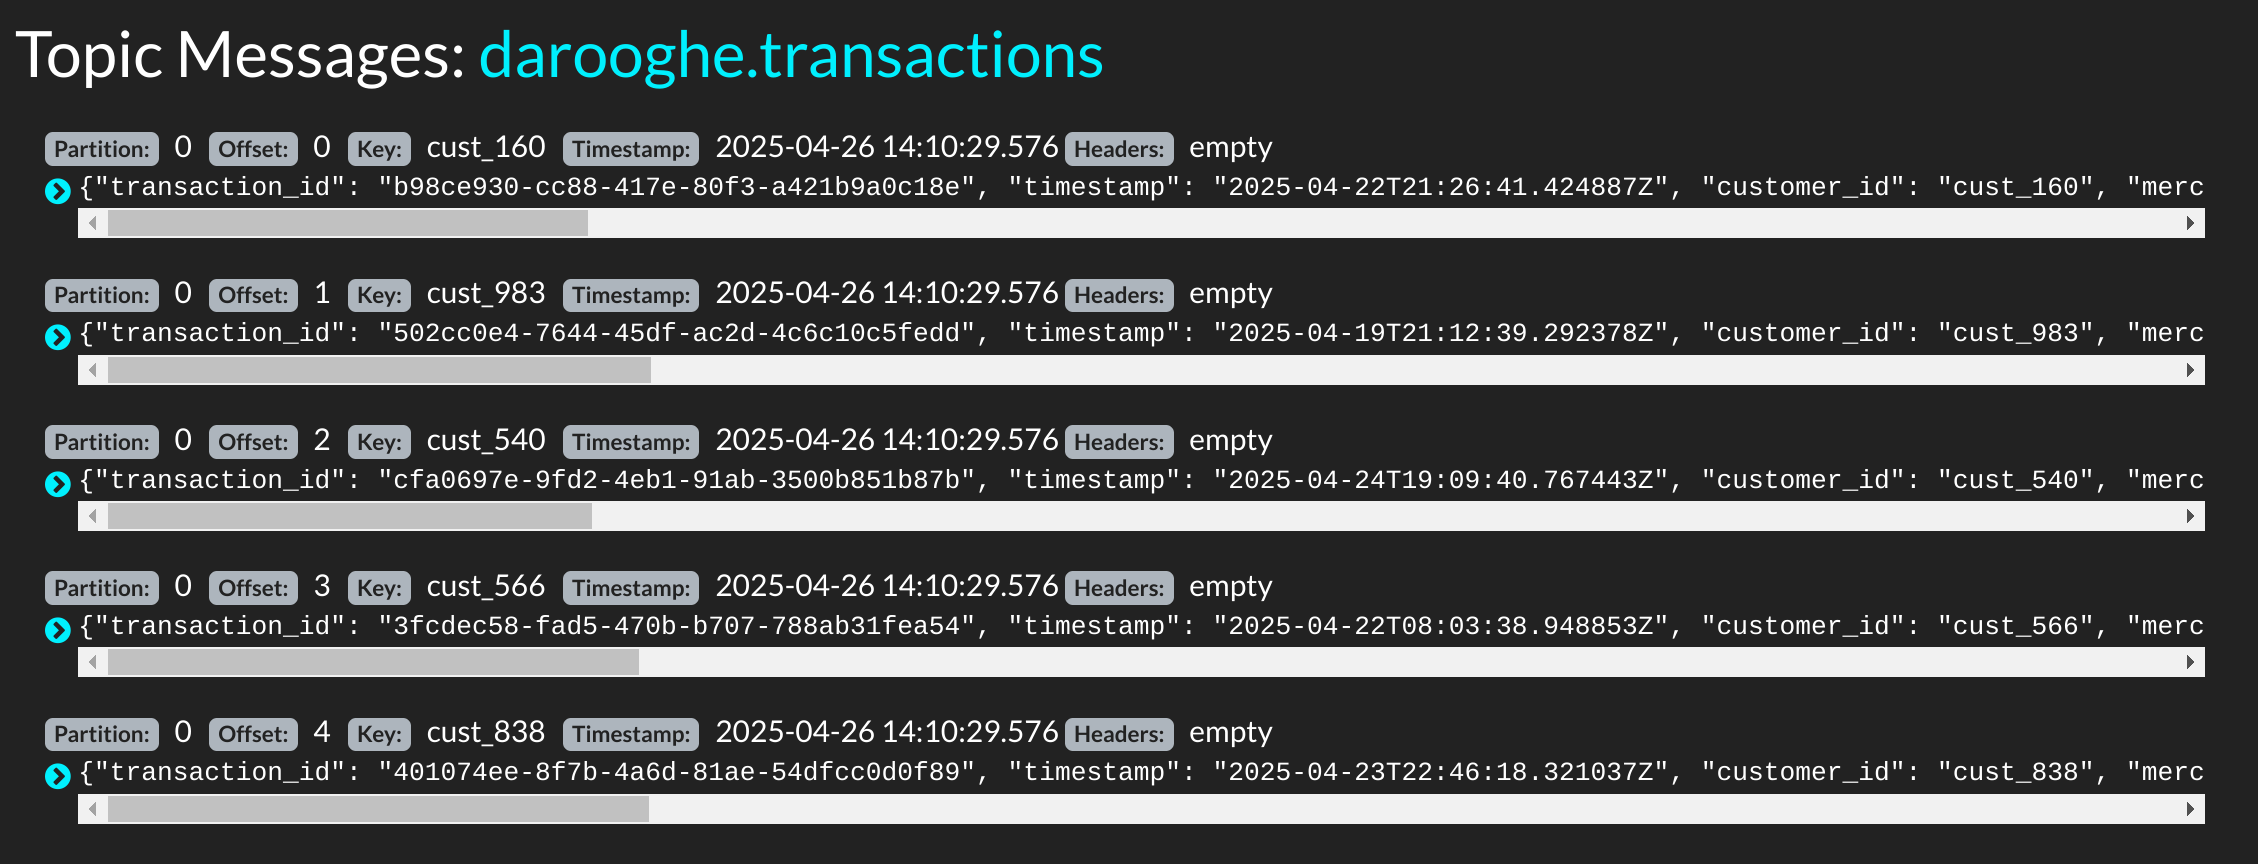 Topic Messages: darooghe.transactions
Partition: 0 Offset: 0 Key: cust_160 Timestamp: 2025-04-26 14:10:29.576 Headers: empty
{"transaction_id": "b98ce930-cc88-417e-80f3-a421b9a0c18e", "timestamp": "2025-04-22T21:26:41.424887Z", "customer_id": "cust_160", "merc
Partition: 0 Offset: 1 Key: cust_983 Timestamp: 2025-04-26 14:10:29.576 Headers: empty
{"transaction_id": "502cc0e4-7644-45df-ac2d-4c6c10c5fedd", "timestamp": "2025-04-19T21:12:39.292378Z", "customer_id": "cust_983", "merc
Partition: 0 Offset: 2 Key: cust_540 Timestamp: 2025-04-26 14:10:29.576 Headers: empty
{"transaction_id": "cfa0697e-9fd2-4eb1-91ab-3500b851b87b", "timestamp": "2025-04-24T19:09:40.767443Z", "customer_id": "cust_540", "merc
Partition: 0 Offset: 3 Key: cust_566 Timestamp: 2025-04-26 14:10:29.576 Headers: empty
{"transaction_id": "3fcdec58-fad5-470b-b707-788ab31fea54", "timestamp": "2025-04-22T08:03:38.948853Z", "customer_id": "cust_566", "merc
Partition: 0 Offset: 4 Key: cust_838 Timestamp: 2025-04-26 14:10:29.576 Headers: empty
{"transaction_id": "401074ee-8f7b-4a6d-81ae-54dfcc0d0f89", "timestamp": "2025-04-23T22:46:18.321037Z", "customer_id": "cust_838", "merc